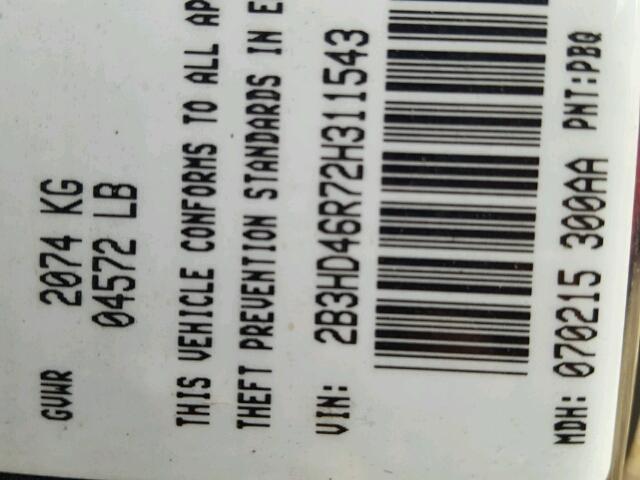 GVWR 2074 KG
04572 LB
THIS VEHICLE CONFORMS TO ALL AP
THEFT PREVENTION STANDARDS IN E
VIN: 2B3HD46R72H311543
MDH: 070215 300AA PNT:PBQ